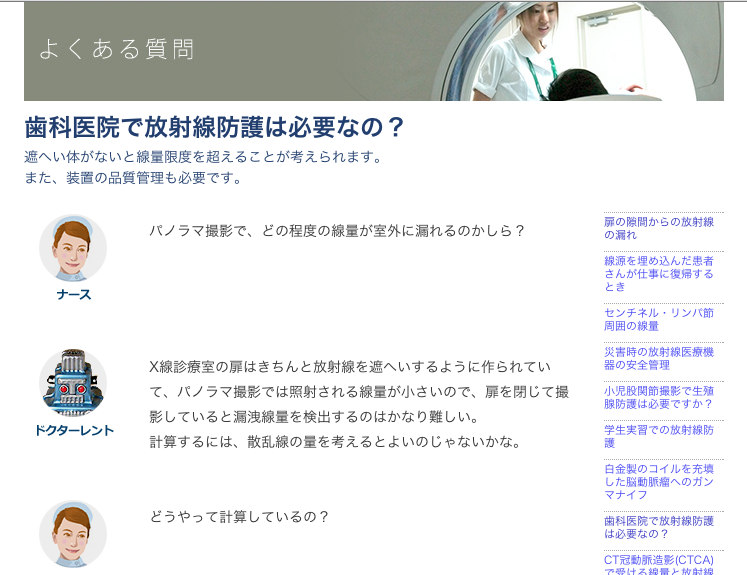 よくある質問
歯科医院で放射線防護は必要なの？
遮へい体がないと線量限度を超えることが考えられます。
また、装置の品質管理も必要です。
パノラマ撮影で、どの程度の線量が室外に漏れるのかしら？
ナース
X線診療室の扉はきちんと放射線を遮へいするように作られてい
て、パノラマ撮影では照射される線量が小さいので、扉を閉じて撮
影していると漏洩線量を検出するのはかなり難しい。
計算するには、散乱線の量を考えるとよいのじゃないかな。
ドクターレント
どうやって計算しているの？
扉の隙間からの放射線
の漏れ
線源を埋め込んだ患者
さんが仕事に復帰する
とき
センチネル・リンパ節
周囲の線量
災害時の放射線医療機
器の安全管理
小児股関節撮影で生殖
腺防護は必要ですか？
学生実習での放射線防
護
白金製のコイルを充填
した脳動脈瘤へのガン
マナイフ
歯科医院で放射線防護
は必要なの？
CT冠動脈造影(CTCA)
で受ける線量と放射線